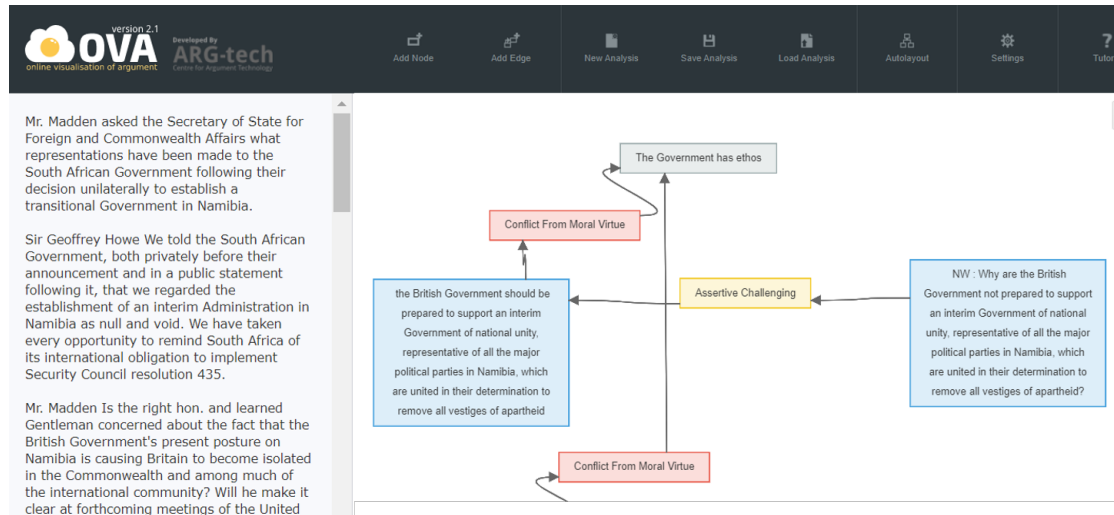 version 2.1
OVA
online visualisation of argument
Developed By
ARG-tech
Centre for Argument Technology
Add Node
Add Edge
New Analysis
Save Analysis
Load Analysis
Autolayout
Settings
Mr. Madden asked the Secretary of State for
Foreign and Commonwealth Affairs what
representations have been made to the
South African Government following their
decision unilaterally to establish a
transitional Government in Namibia.
Sir Geoffrey Howe We told the South African
Government, both privately before their
announcement and in a public statement
following it, that we regarded the
establishment of an interim Administration in
Namibia as null and void. We have taken
every opportunity to remind South Africa of
its international obligation to implement
Security Council resolution 435.
Mr. Madden Is the right hon. and learned
Gentleman concerned about the fact that the
British Government's present posture on
Namibia is causing Britain to become isolated
in the Commonwealth and among much of
the international community? Will he make it
clear at forthcoming meetings of the United
The Government has ethos
Conflict From Moral Virtue
the British Government should be
prepared to support an interim
Government of national unity,
representative of all the major
political parties in Namibia, which
are united in their determination to
remove all vestiges of apartheid
Assertive Challenging
NW : Why are the British
Government not prepared to support
an interim Government of national
unity, representative of all the major
political parties in Namibia, which
are united in their determination to
remove all vestiges of apartheid?
Conflict From Moral Virtue